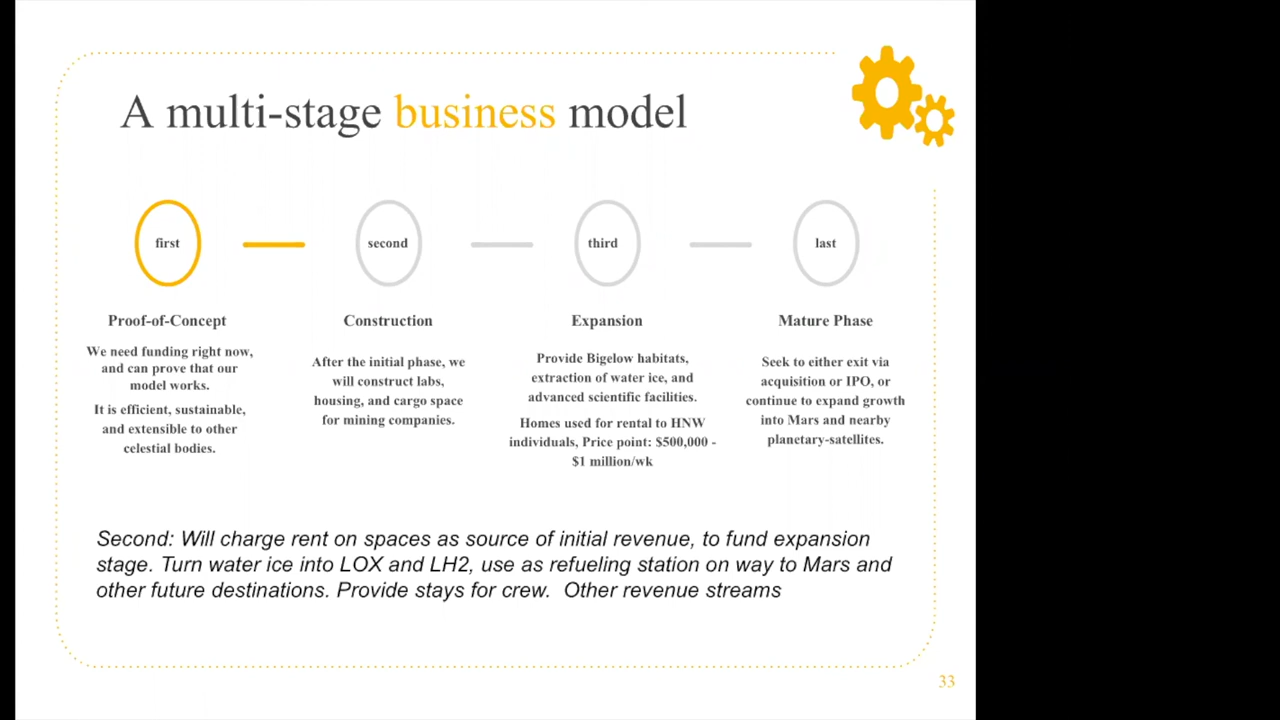 A multi-stage business model
first
second
third
last
Proof-of-Concept
We need funding right now,
and can prove that our
model works.
It is efficient, sustainable,
and extensible to other
celestial bodies.
Construction
After the initial phase, we
will construct labs,
housing, and cargo space
for mining companies.
Expansion
Provide Bigelow habitats,
extraction of water ice, and
advanced scientific facilities.
Homes used for rental to HNW
individuals, Price point: $500,000 -
$1 million/wk
Mature Phase
Seek to either exit via
acquisition or IPO, or
continue to expand growth
into Mars and nearby
planetary-satellites.
Second: Will charge rent on spaces as source of initial revenue, to fund expansion
stage. Turn water ice into LOX and LH2, use as refueling station on way to Mars and
other future destinations. Provide stays for crew.  Other revenue streams
33